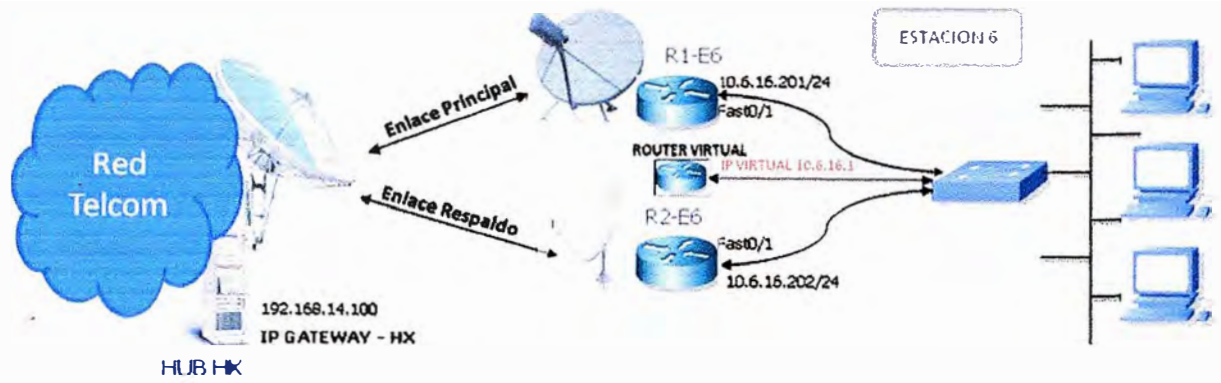 ESTACION 6
R1-E6
10.6.16.201/24
Fast0/1
Enlace Principal
Red
Telcom
ROUTER VIRTUAL
IP VIRTUAL 10.6.16.1
Enlace Respaldo
R2-E6
Fast0/1
10.6.16.202/24
192.168.14.100
IP GATEWAY - HX
HUB HX